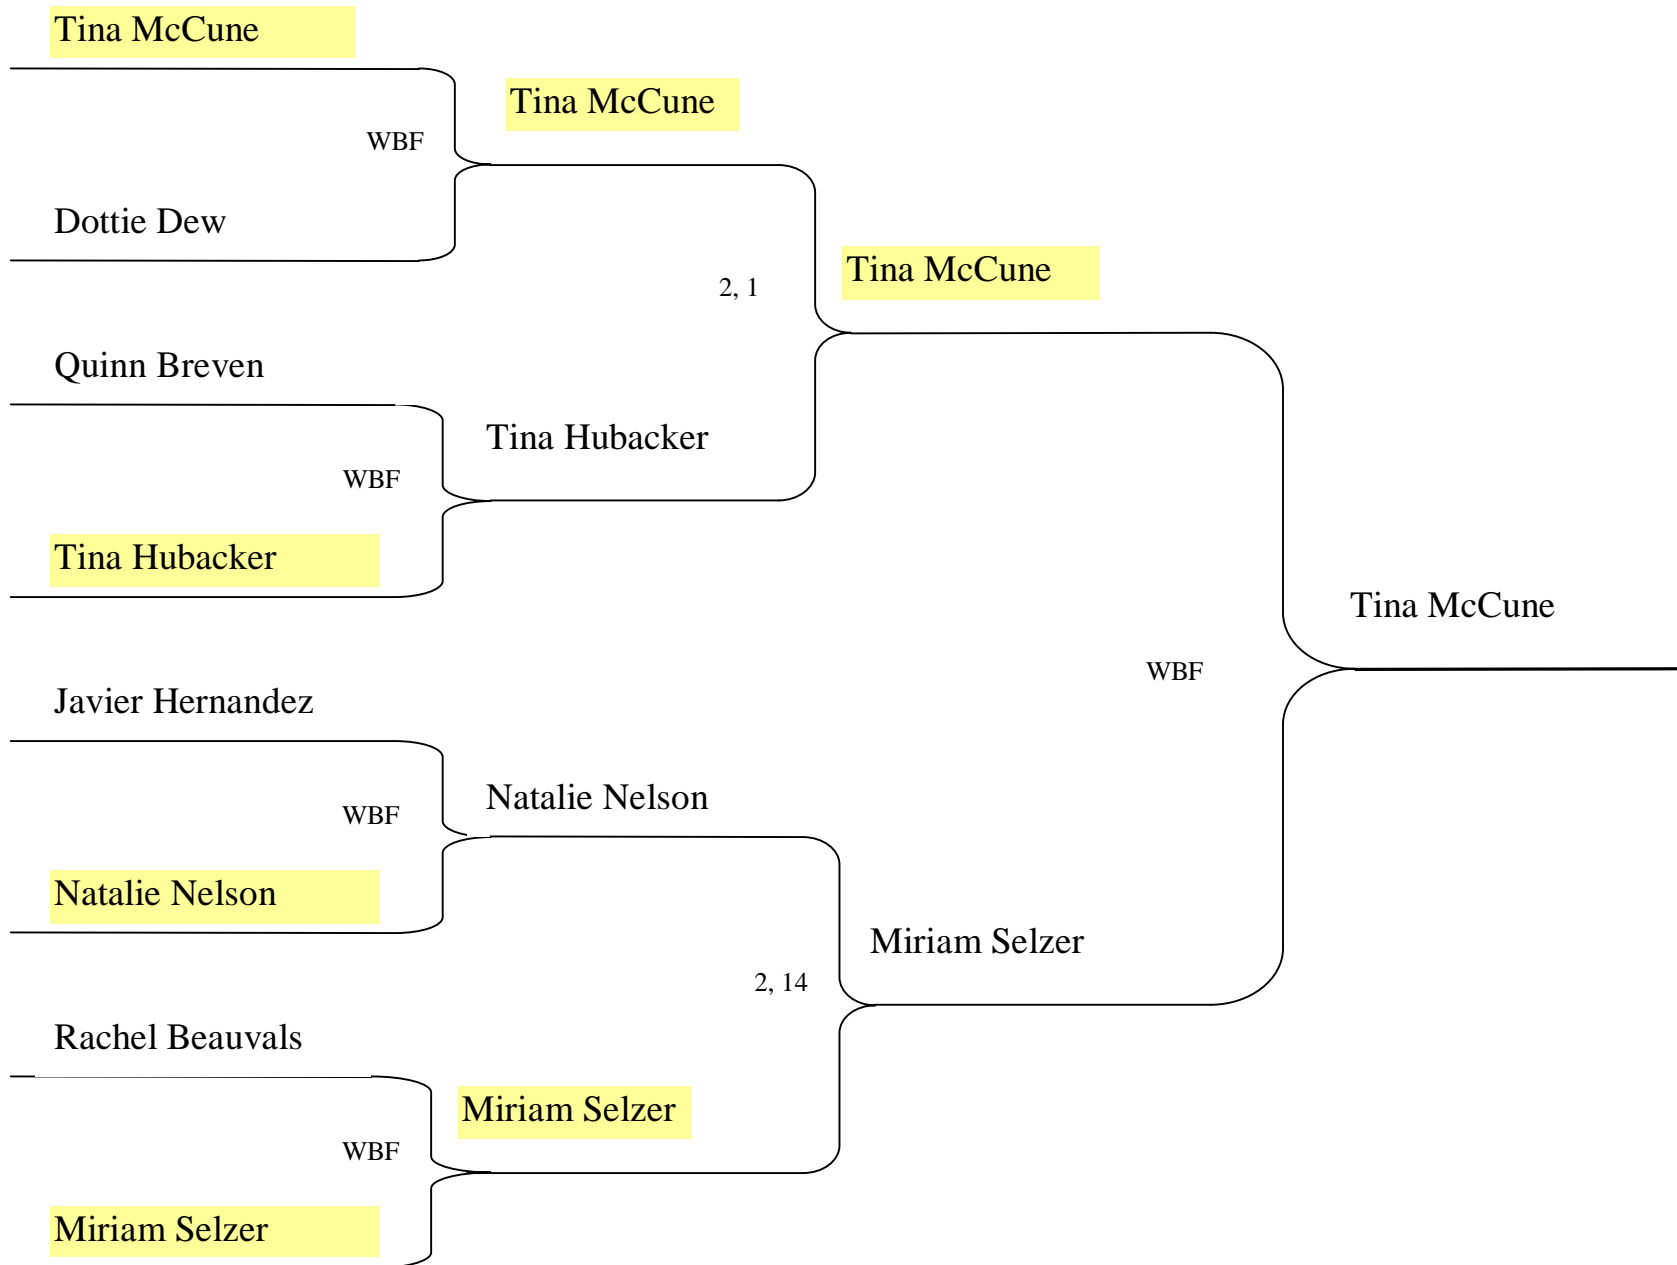 Tina McCune
Tina McCune
WBF
Dottie Dew
Tina McCune
2, 1
Quinn Breven
Tina Hubacker
WBF
Tina Hubacker
Tina McCune
WBF
Javier Hernandez
Natalie Nelson
WBF
Natalie Nelson
Miriam Selzer
2, 14
Rachel Beauvals
Miriam Selzer
WBF
Miriam Selzer